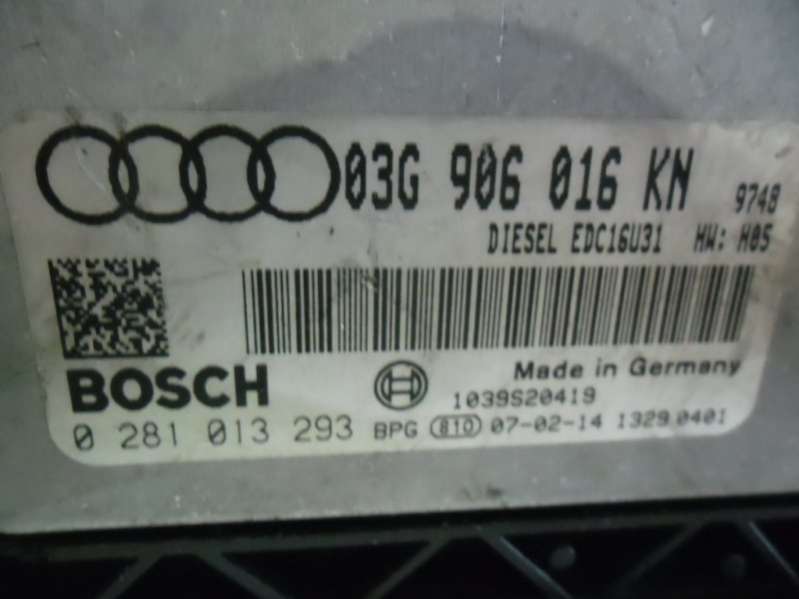 03G 906 016 KN 9748
DIESEL EDC16U31 HW: H05
Made in Germany
BOSCH 1039S20419
0 281 013 293 BPG 810 07-02-14 1329 0401